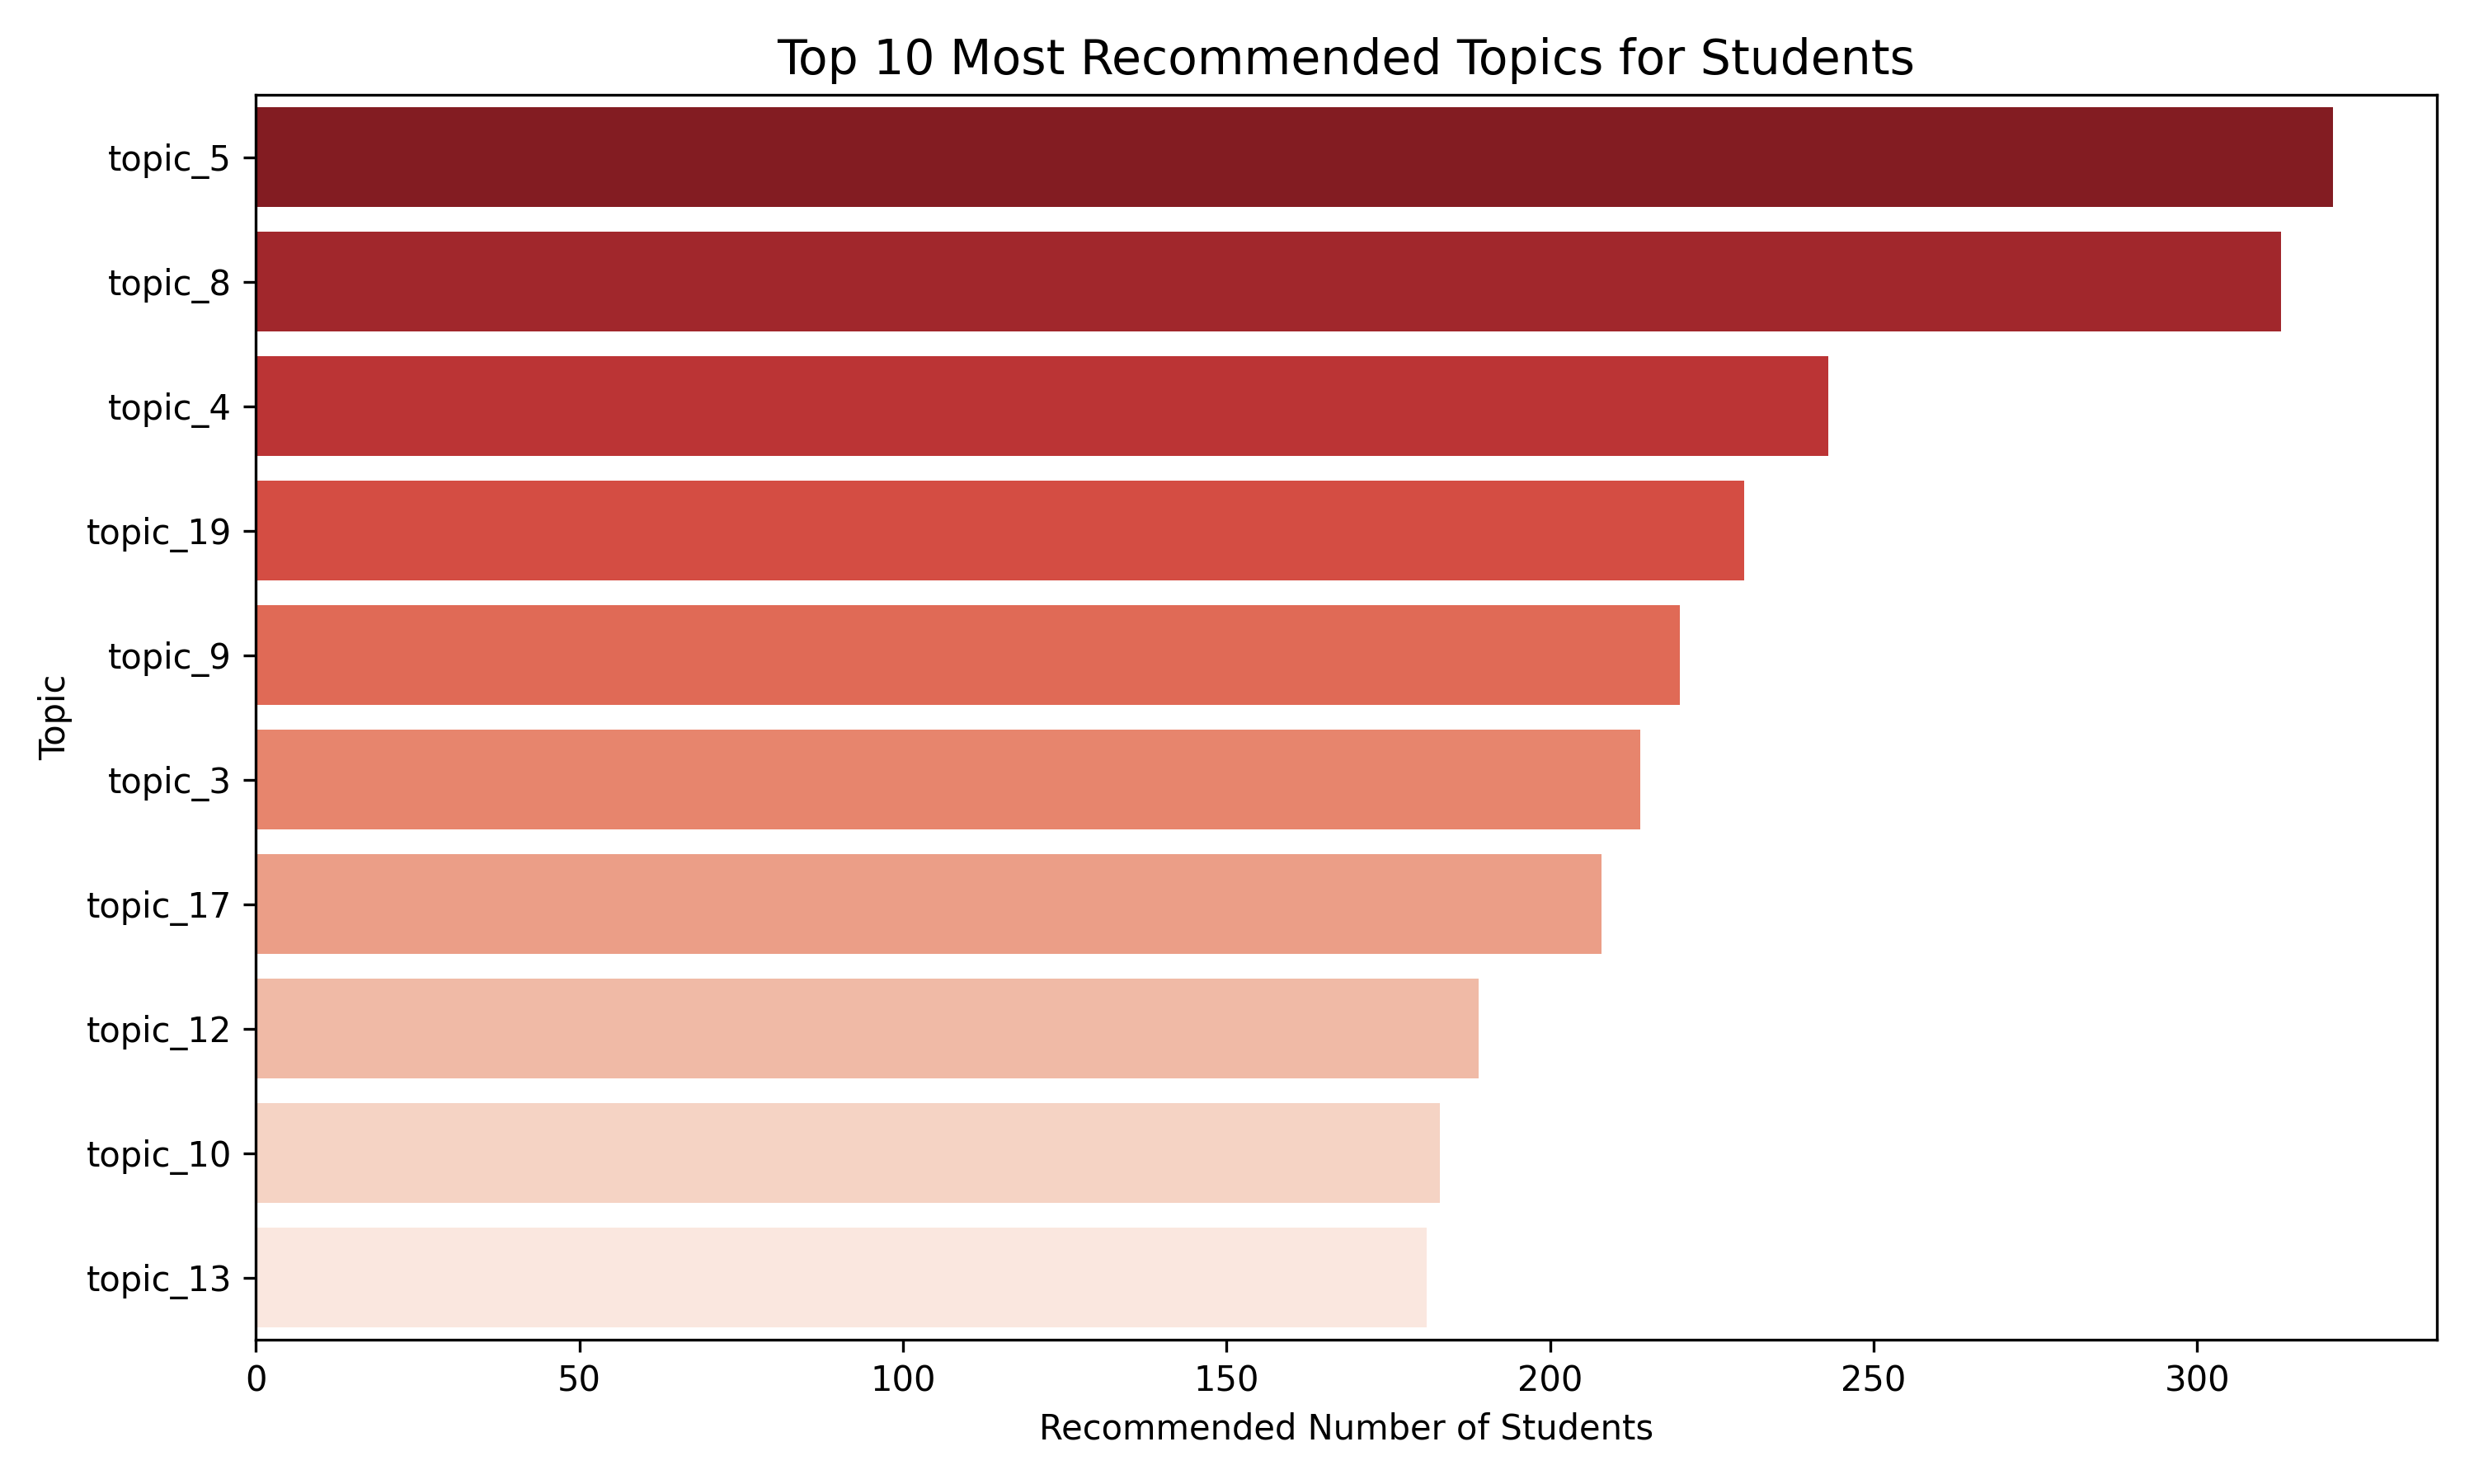 Top 10 Most Recommended Topics for Students
topic_5
topic_8
topic_4
topic_19
topic_9
topic_3
topic_17
topic_12
topic_10
topic_13
Topic
0 50 100 150 200 250 300
Recommended Number of Students